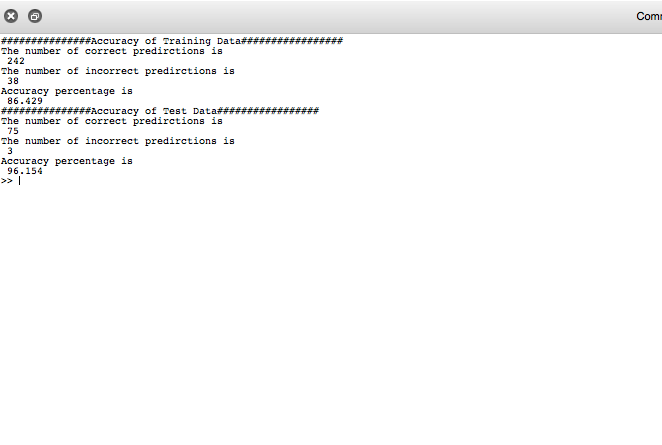 Comm
###############Accuracy of Training Data#################
The number of correct predirctions is
242
The number of incorrect predirctions is
38
Accuracy percentage is
86.429
###############Accuracy of Test Data#################
The number of correct predirctions is
75
The number of incorrect predirctions is
3
Accuracy percentage is
96.154
>>